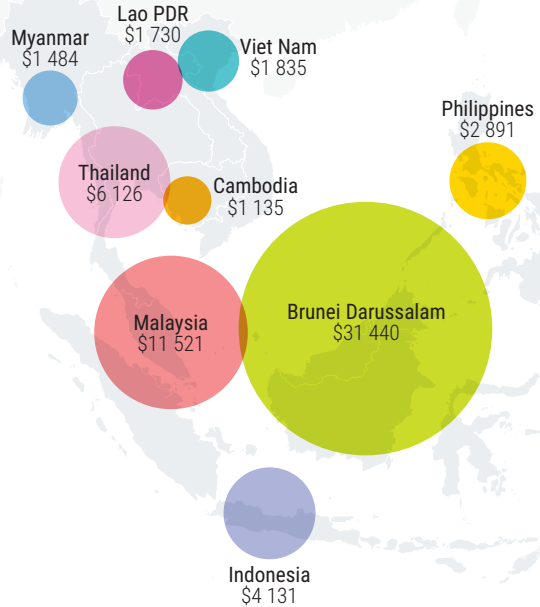 Lao PDR
$1 730
Myanmar
$1 484
Viet Nam
$1 835
Philippines
$2 891
Thailand
$6 126
Cambodia
$1 135
Brunei Darussalam
$31 440
Malaysia
$11 521
Indonesia
$4 131